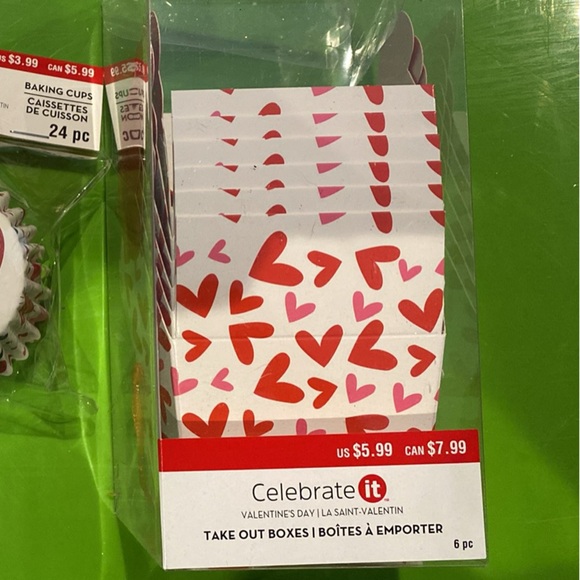 $3.99 CAN $5.99
BAKING CUPS
CAISSETTES
DE CUISSON
24 pc
US $5.99 CAN $7.99
Celebrate it
VALENTINE'S DAY | LA SAINT-VALENTIN
TAKE OUT BOXES | BOÎTES À EMPORTER
6 pc